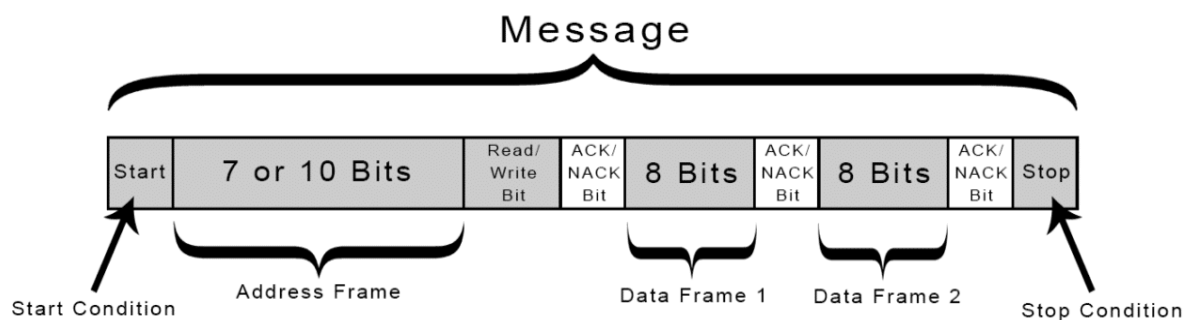 Message
Start
7 or 10 Bits
Read/
Write
Bit
ACK/
NACK
Bit
8 Bits
ACK/
NACK
Bit
8 Bits
ACK/
NACK
Bit
Stop
Start Condition
Address Frame
Data Frame 1
Data Frame 2
Stop Condition